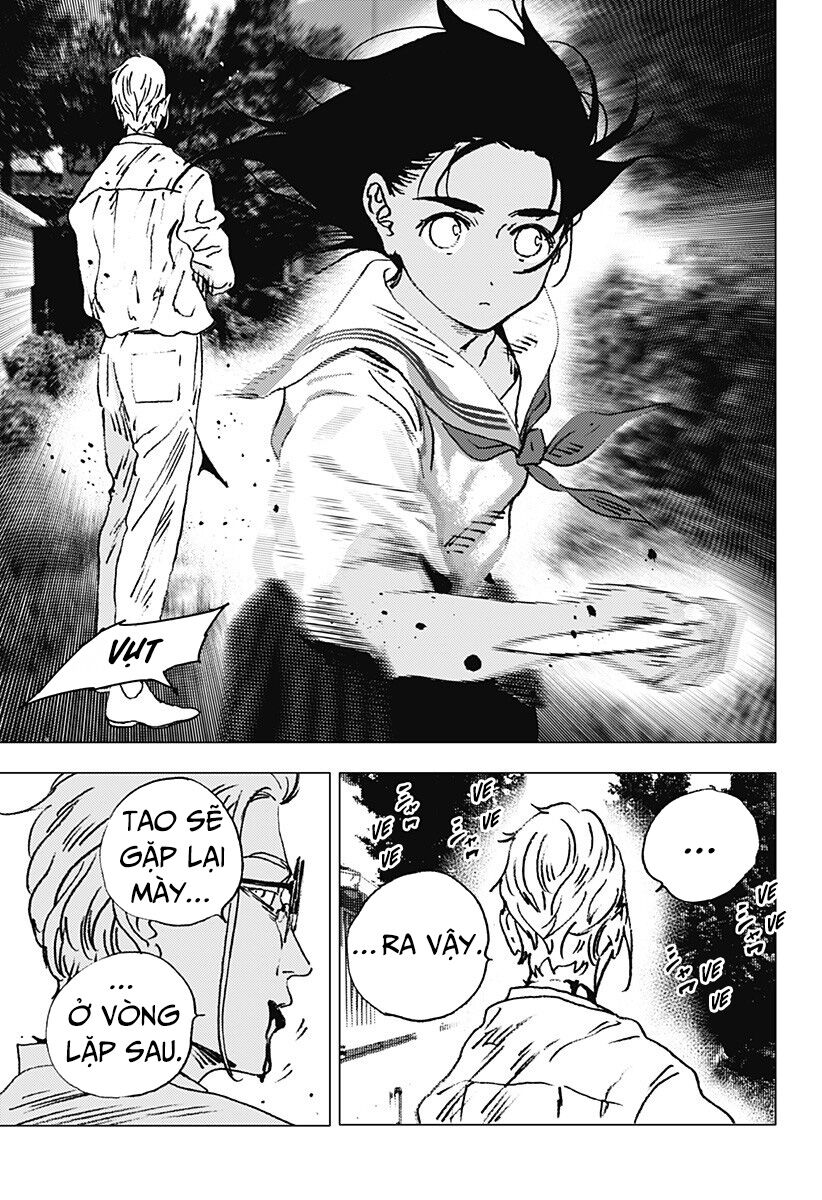 VỤT
...
...RA VẬY.
VE
VE
VE
VE
VE
VE
VE
VE
TAO SẼ
GẶP LẠI
MÀY...
...
Ở VÒNG
LẶP SAU.